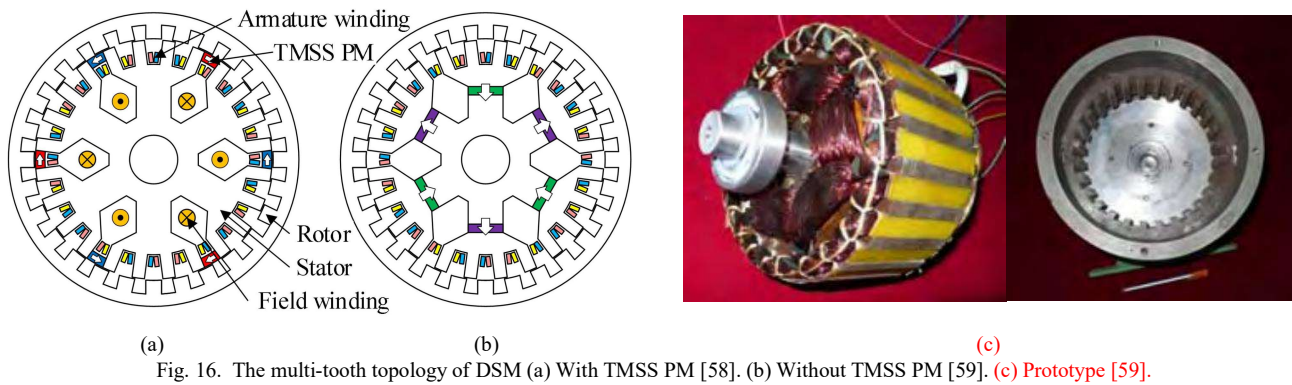 Armature winding
TMSS PM
Rotor
Stator
Field winding
(a)
(b)
(c)
Fig. 16. The multi-tooth topology of DSM (a) With TMSS PM [58]. (b) Without TMSS PM [59]. (c) Prototype [59].